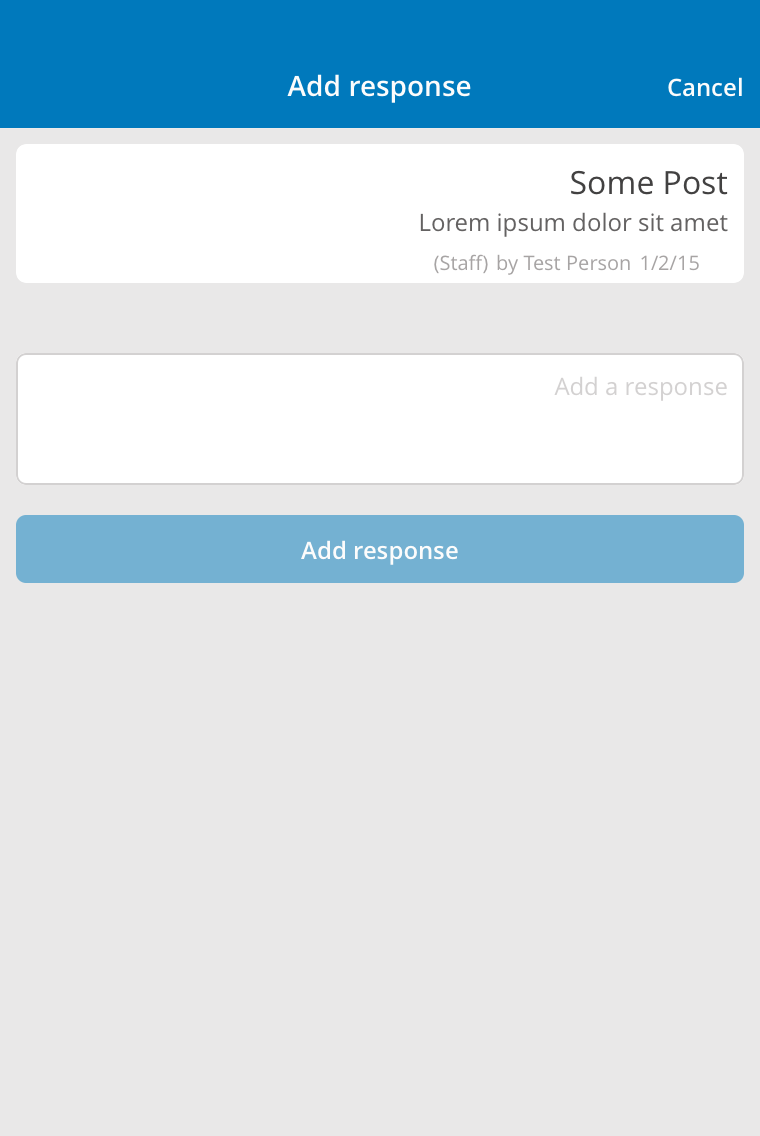 Add response
Cancel
Some Post
Lorem ipsum dolor sit amet
(Staff) by Test Person 1/2/15
Add a response
Add response